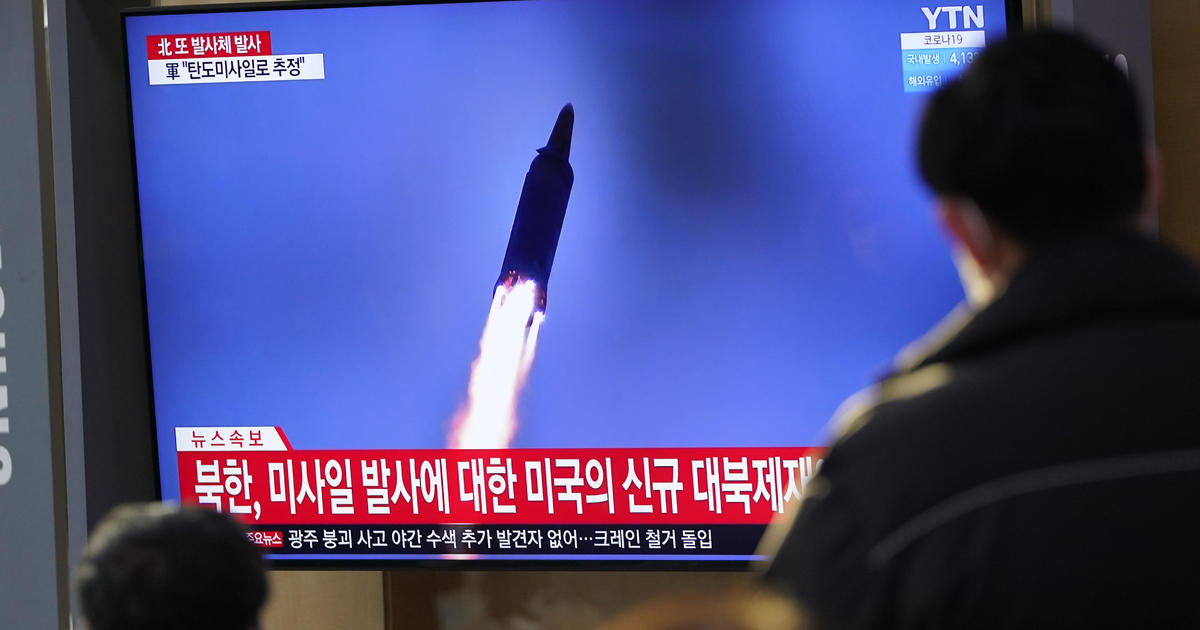 北 또 발사체 발사
軍 "탄도미사일로 추정"
YTN
코로나19
국내발생
해외유입
뉴스속보
북한, 미사일 발사에 대한 미국의 신규 대북제재
주요뉴스 광주 붕괴 사고 야간 수색 추가 발견자 없어…크레인 철거 돌입